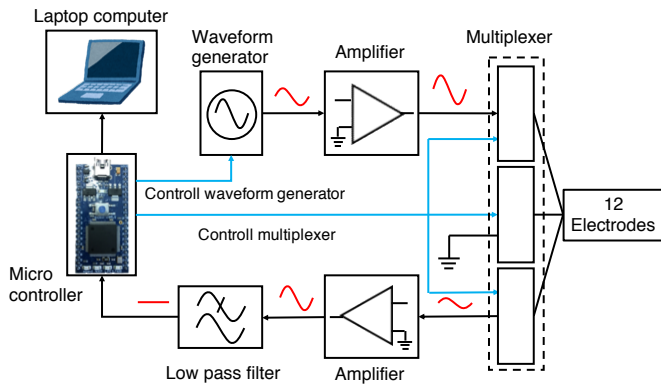 Laptop computer
Waveform
generator
Amplifier
Multiplexer
Controll waveform generator
Controll multiplexer
12
Electrodes
Micro
controller
Low pass filter
Amplifier